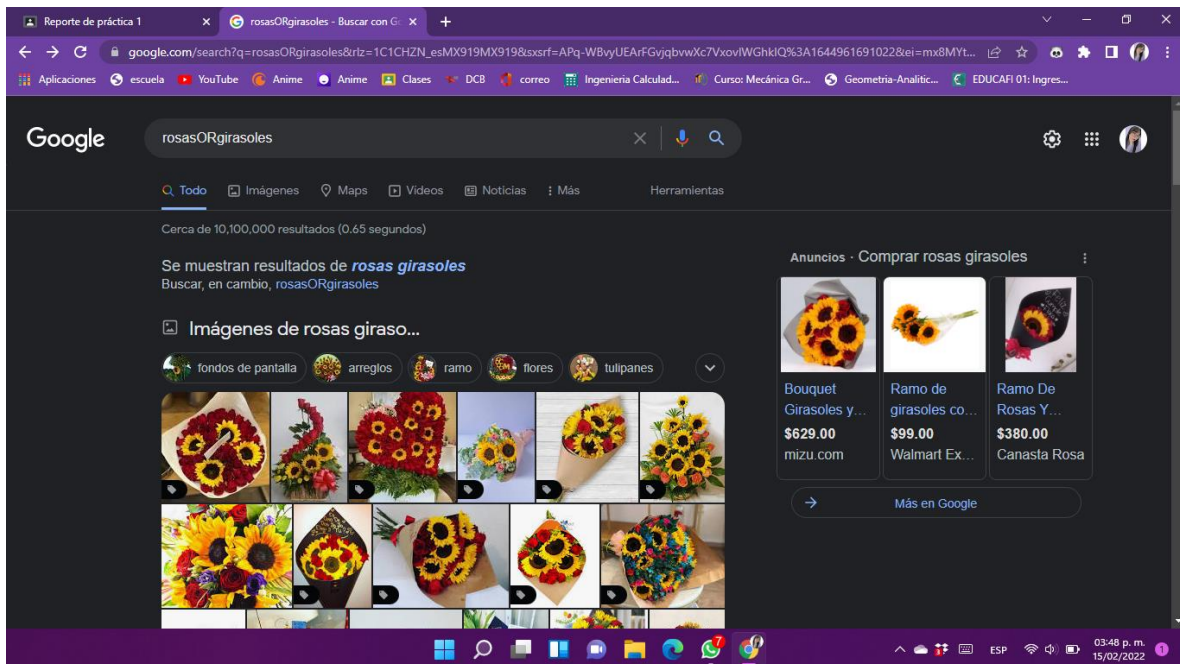 Reporte de práctica 1
rosasORgirasoles - Buscar con Go
google.com/search?q=rosasORgirasoles&rlz=1C1CHZN_esMX919MX919&sxsrf=APq-WBvyUEArFGvjqbvwXc7VxovIWGhkIQ%3A1644961691022&ei=mx8MYt...
Aplicaciones escuela YouTube Anime Anime Clases DCB correo Ingenieria Calculad... Curso: Mecánica Gr... Geometria-Analitic... EDUCAFI 01: Ingres...
Google
rosasORgirasoles
Todo Imágenes Maps Videos Noticias Más Herramientas
Cerca de 10,100,000 resultados (0.65 segundos)
Se muestran resultados de rosas girasoles
Buscar, en cambio, rosasORgirasoles
Imágenes de rosas giraso...
fondos de pantalla arreglos ramo flores tulipanes
Anuncios · Comprar rosas girasoles
Bouquet
Girasoles y...
$629.00
mizu.com
Ramo de
girasoles co...
$99.00
Walmart Ex...
Ramo De
Rosas Y...
$380.00
Canasta Rosa
Más en Google
7
ESP
03:48 p. m.
15/02/2022
1